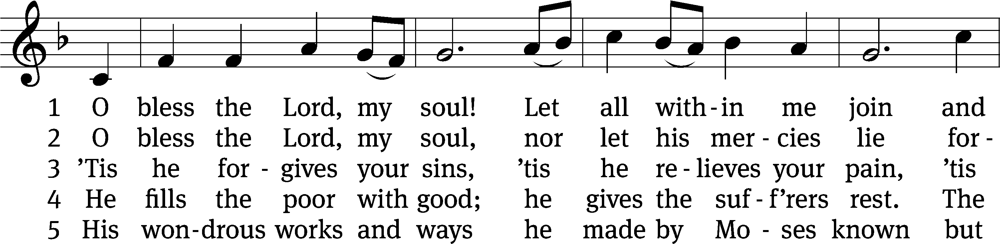 1 O bless the Lord, my soul! Let all with - in me join and
2 O bless the Lord, my soul, nor let his mer - cies lie for -
3 ’Tis he for - gives your sins, ’tis he re - lieves your pain, ’tis
4 He fills the poor with good; he gives the suf - f’rers rest. The
5 His won - drous works and ways he made by Mo - ses known but